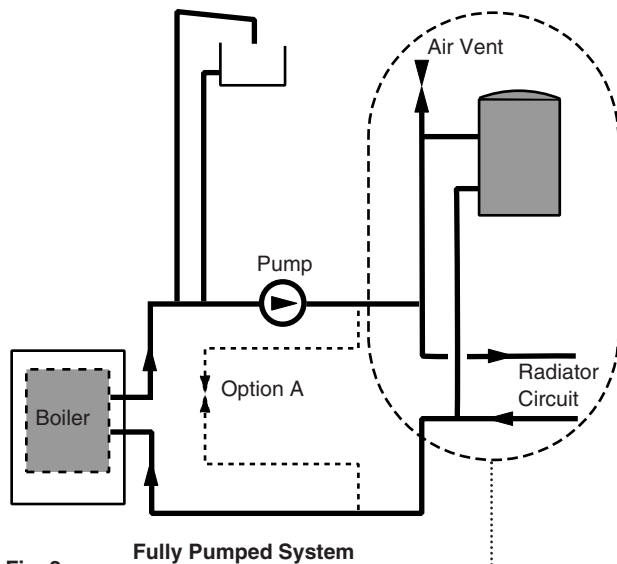 Air Vent
Pump
Option A
Boiler
Radiator
Circuit
Fully Pumped System